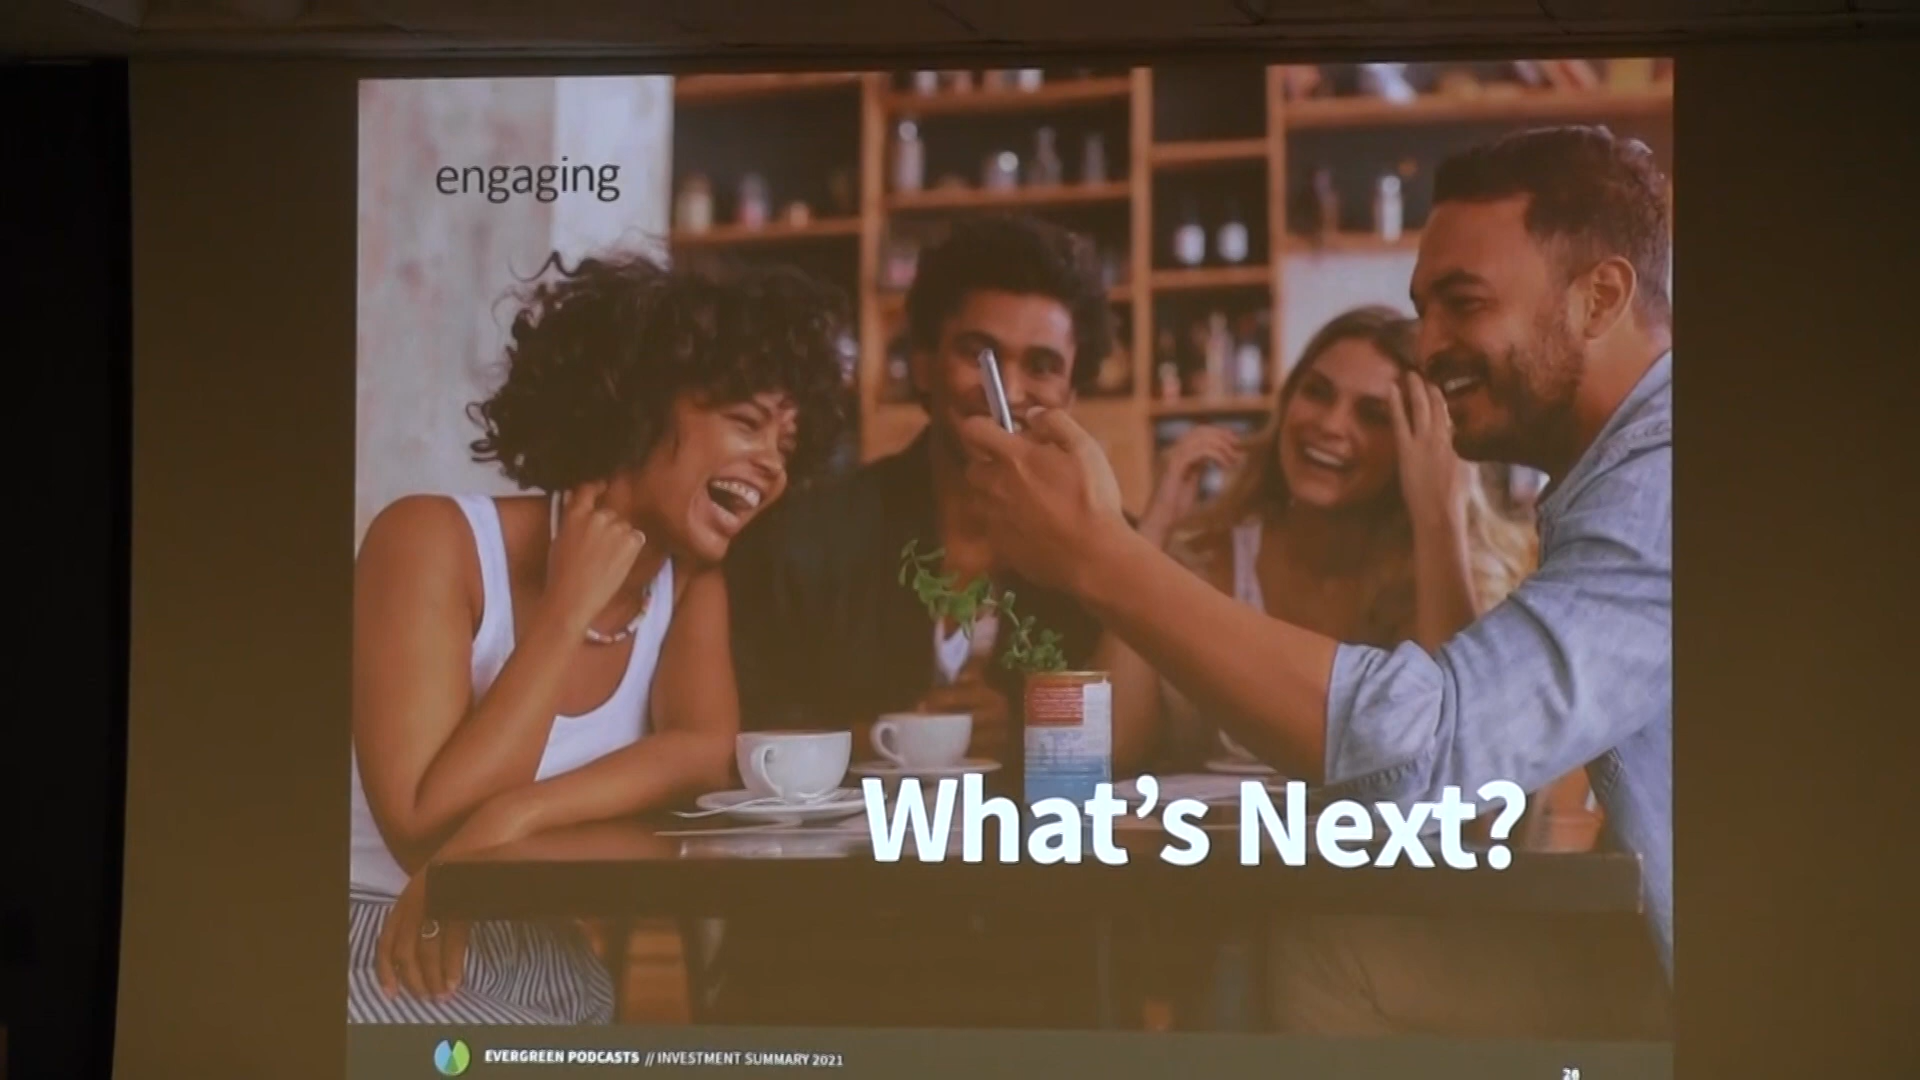 engaging
What's Next?
EVERGREEN PODCASTS // INVESTMENT SUMMARY 2021